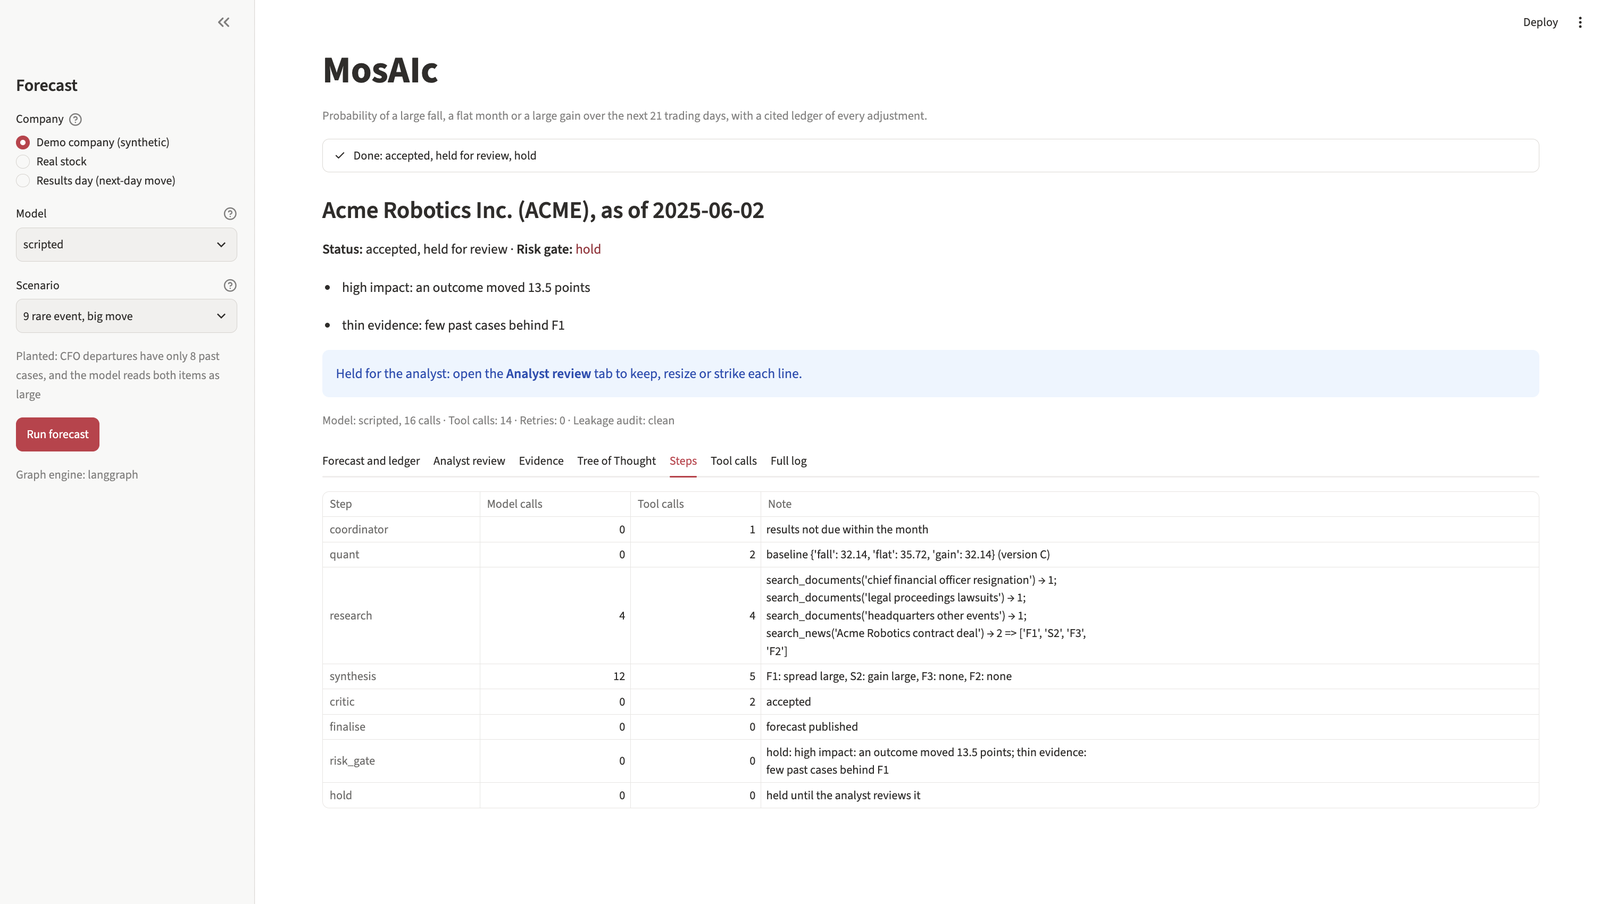 Deploy
Forecast
Company
Demo company (synthetic)
Real stock
Results day (next-day move)
Model
scripted
Scenario
9 rare event, big move
Planted: CFO departures have only 8 past
cases, and the model reads both items as
large
Run forecast
Graph engine: langgraph
MosAIc
Probability of a large fall, a flat month or a large gain over the next 21 trading days, with a cited ledger of every adjustment.
Done: accepted, held for review, hold
Acme Robotics Inc. (ACME), as of 2025-06-02
Status: accepted, held for review · Risk gate: hold
• high impact: an outcome moved 13.5 points
• thin evidence: few past cases behind F1
Held for the analyst: open the Analyst review tab to keep, resize or strike each line.
Model: scripted, 16 calls · Tool calls: 14 · Retries: 0 · Leakage audit: clean
Forecast and ledger Analyst review Evidence Tree of Thought Steps Tool calls Full log
Step Model calls Tool calls Note
coordinator 0 1 results not due within the month
quant 0 2 baseline {'fall': 32.14, 'flat': 35.72, 'gain': 32.14} (version C)
search_documents('chief financial officer resignation') → 1;
search_documents('legal proceedings lawsuits') → 1;
research 4 4 search_documents('headquarters other events') → 1;
search_news('Acme Robotics contract deal') → 2 => ['F1', 'S2', 'F3',
'F2']
synthesis 12 5 F1: spread large, S2: gain large, F3: none, F2: none
critic 0 2 accepted
finalise 0 0 forecast published
risk_gate 0 0 hold: high impact: an outcome moved 13.5 points; thin evidence:
few past cases behind F1
hold 0 0 held until the analyst reviews it